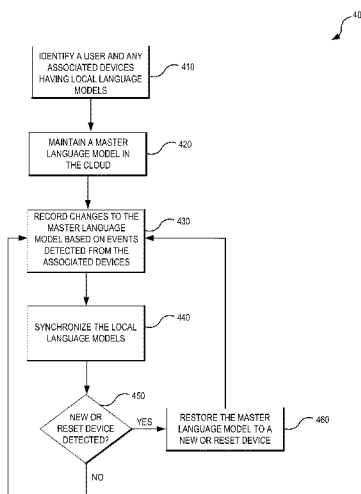 40
IDENTIFY A USER AND ANY
ASSOCIATED DEVICES
HAVING LOCAL LANGUAGE
MODELS
410
MAINTAIN A MASTER
LANGUAGE MODEL IN
THE CLOUD
420
RECORD CHANGES TO THE
MASTER LANGUAGE
MODEL BASED ON EVENTS
DETECTED FROM THE
ASSOCIATED DEVICES
430
SYNCHRONIZE THE LOCAL
LANGUAGE MODELS
440
NEW OR
RESET DEVICE
DETECTED?
450
YES
RESTORE THE MASTER
LANGUAGE MODEL TO A
NEW OR RESET DEVICE
460
NO